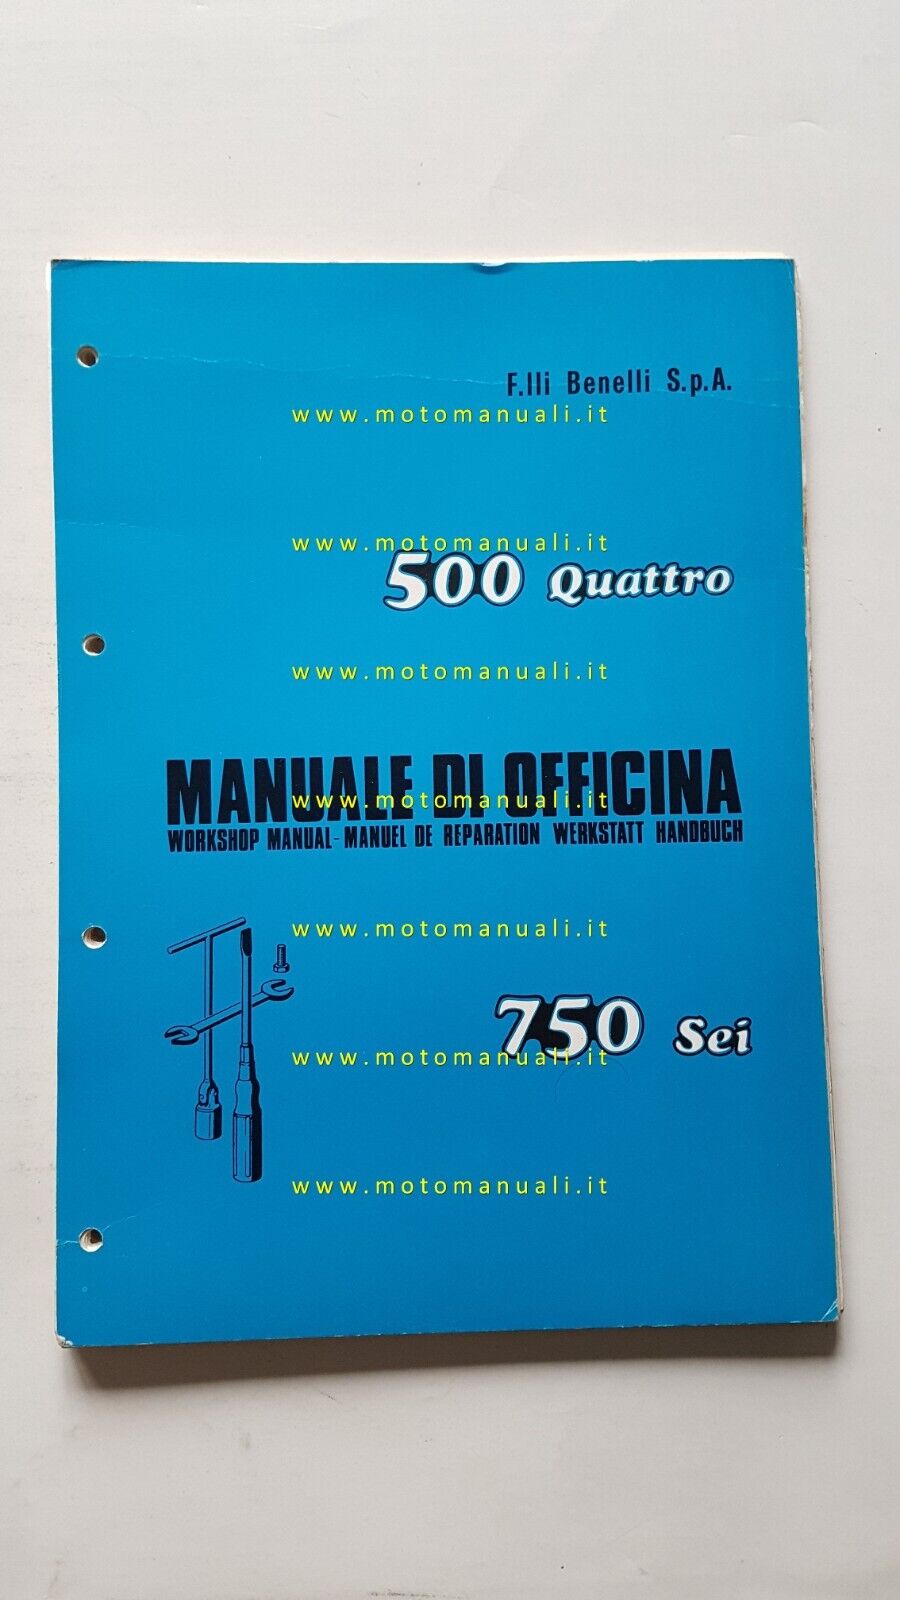 F.lli Benelli S.p.A.
www.motomanuali.it
www.motomanuali.it
500 Quattro
www.motomanuali.it
MANUALE DI OFFICINA
www.motomanuali.it
WORKSHOP MANUAL-MANUEL DE REPARATION WERKSTATT HANDBUCH
www.motomanuali.it
750 Sei
www.motomanuali.it
www.motomanuali.it